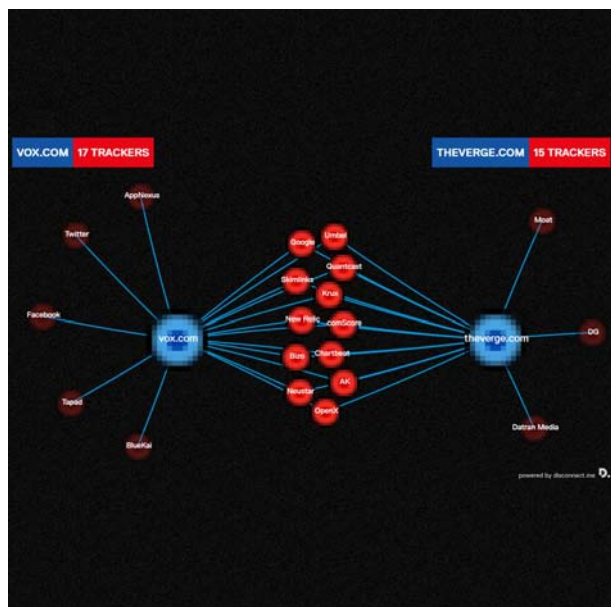 VOX.COM 17 TRACKERS
THEVERGE.COM 15 TRACKERS
AppNexus
Twitter
Facebook
Tapad
BlueKai
vox.com
Google
Umbel
Quantcast
Skimlinks
Krux
New Relic
comScore
Bizo
Chartbeat
AK
Neustar
OpenX
theverge.com
Moat
DG
Datran Media
powered by disconnect.me D.